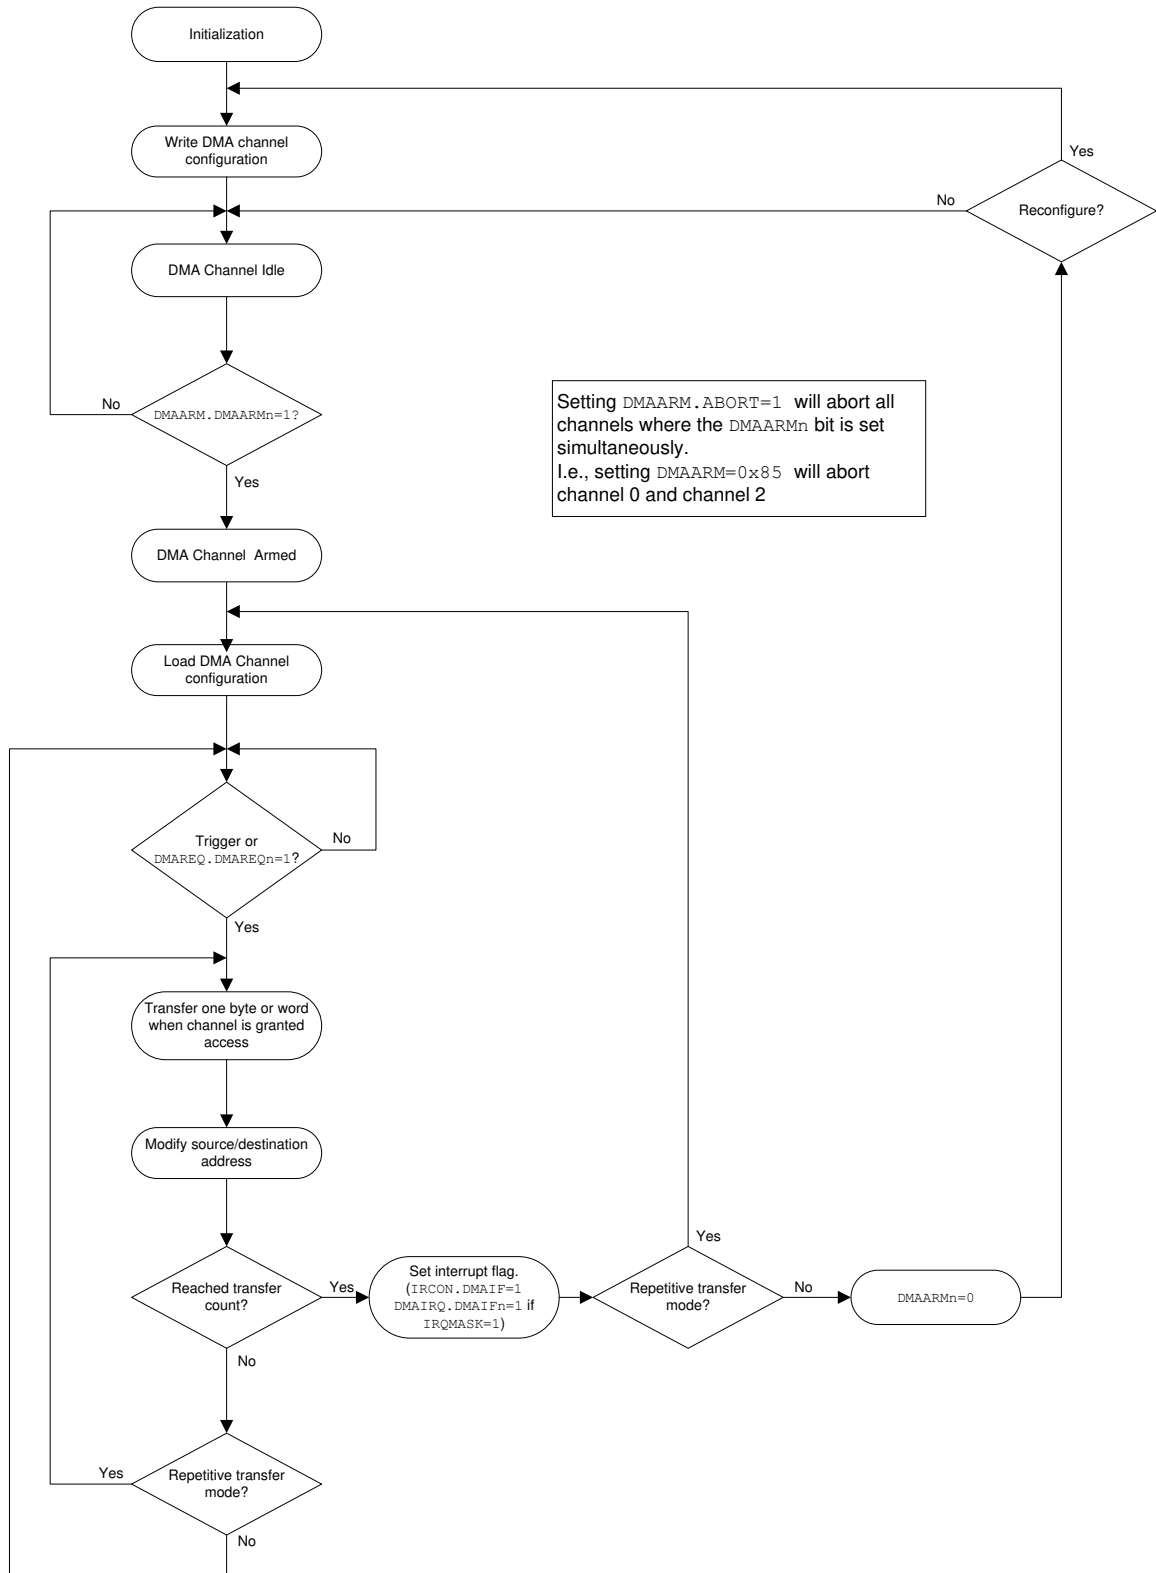 Initialization
Write DMA channel
configuration
Yes
No
Reconfigure?
DMA Channel Idle
No
DMAARM.DMAARMn=1?
Yes
Setting DMAARM.ABORT=1 will abort all
channels where the DMAARMn bit is set
simultaneously.
I.e., setting DMAARM=0x85 will abort
channel 0 and channel 2
DMA Channel Armed
Load DMA Channel
configuration
Trigger or
DMAREQ.DMAREQn=1?
No
Yes
Transfer one byte or word
when channel is granted
access
Modify source/destination
address
Reached transfer
count?
Yes
No
Set interrupt flag.
(IRCON.DMAIF=1
DMAIRQ.DMAIFn=1 if
IRQMASK=1)
Yes
Repetitive transfer
mode?
No
DMAARMn=0
Yes
Repetitive transfer
mode?
No